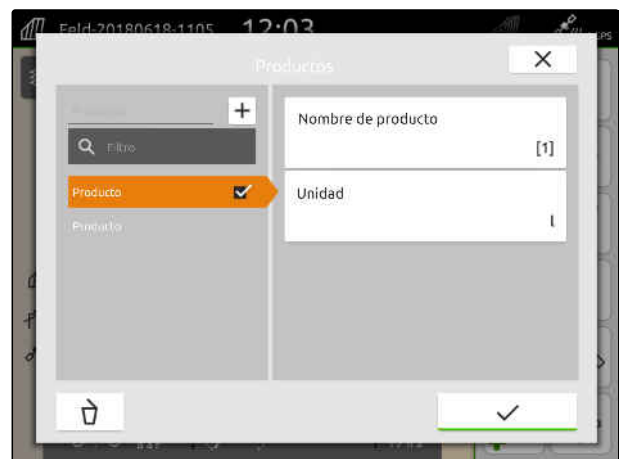 Feld-20180618-1105 12:03
Productos
Nombre de producto
[1]
Filtro
Producto
Unidad
l
Producto